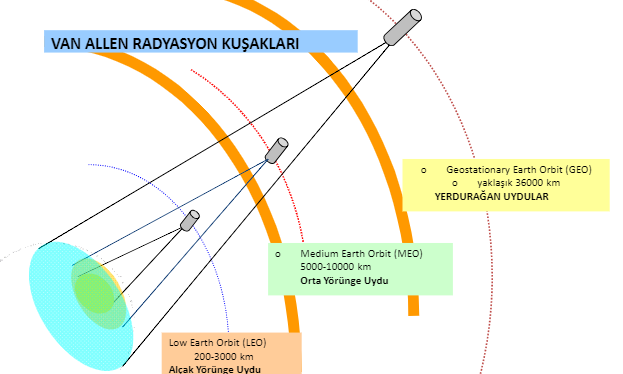 VAN ALLEN RADYASYON KUŞAKLARI
o Geostationary Earth Orbit (GEO)
o yaklaşık 36000 km
YERDURAĞAN UYDULAR
o Medium Earth Orbit (MEO)
5000-10000 km
Orta Yörünge Uydu
Low Earth Orbit (LEO)
200-3000 km
Alçak Yörünge Uydu